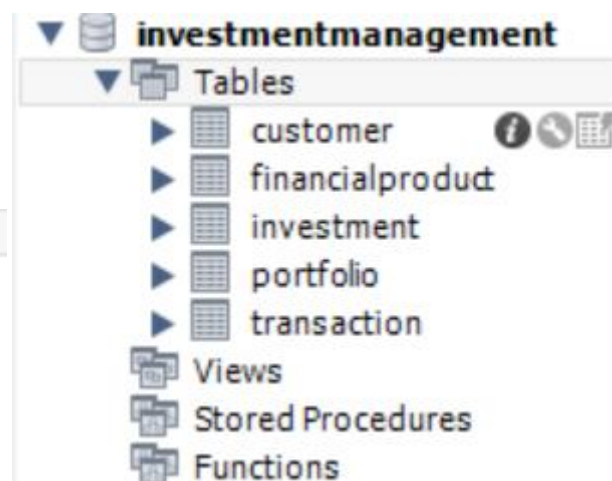 investmentmanagement
Tables
customer
financialproduct
investment
portfolio
transaction
Views
Stored Procedures
Functions